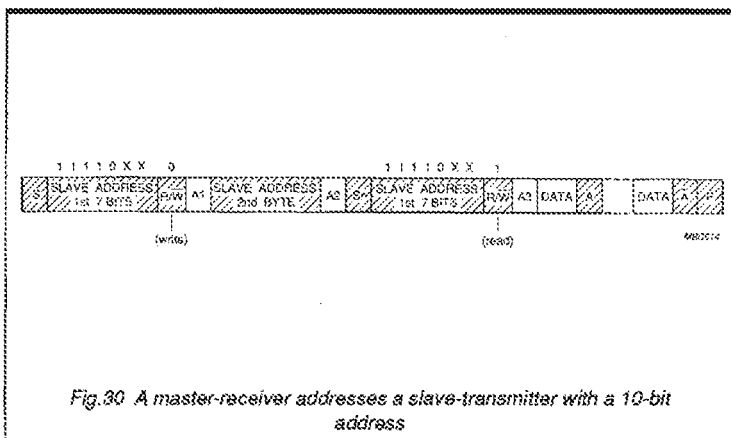 1 1 1 1 0 X X 0 1 1 1 1 0 X X 1
S SLAVE ADDRESS 1st 7 BITS R/W A1 SLAVE ADDRESS 2nd BYTE A2 Sr SLAVE ADDRESS 1st 7 BITS R/W A3 DATA A DATA A P
(write) (read)
Fig.30 A master-receiver addresses a slave-transmitter with a 10-bit
address